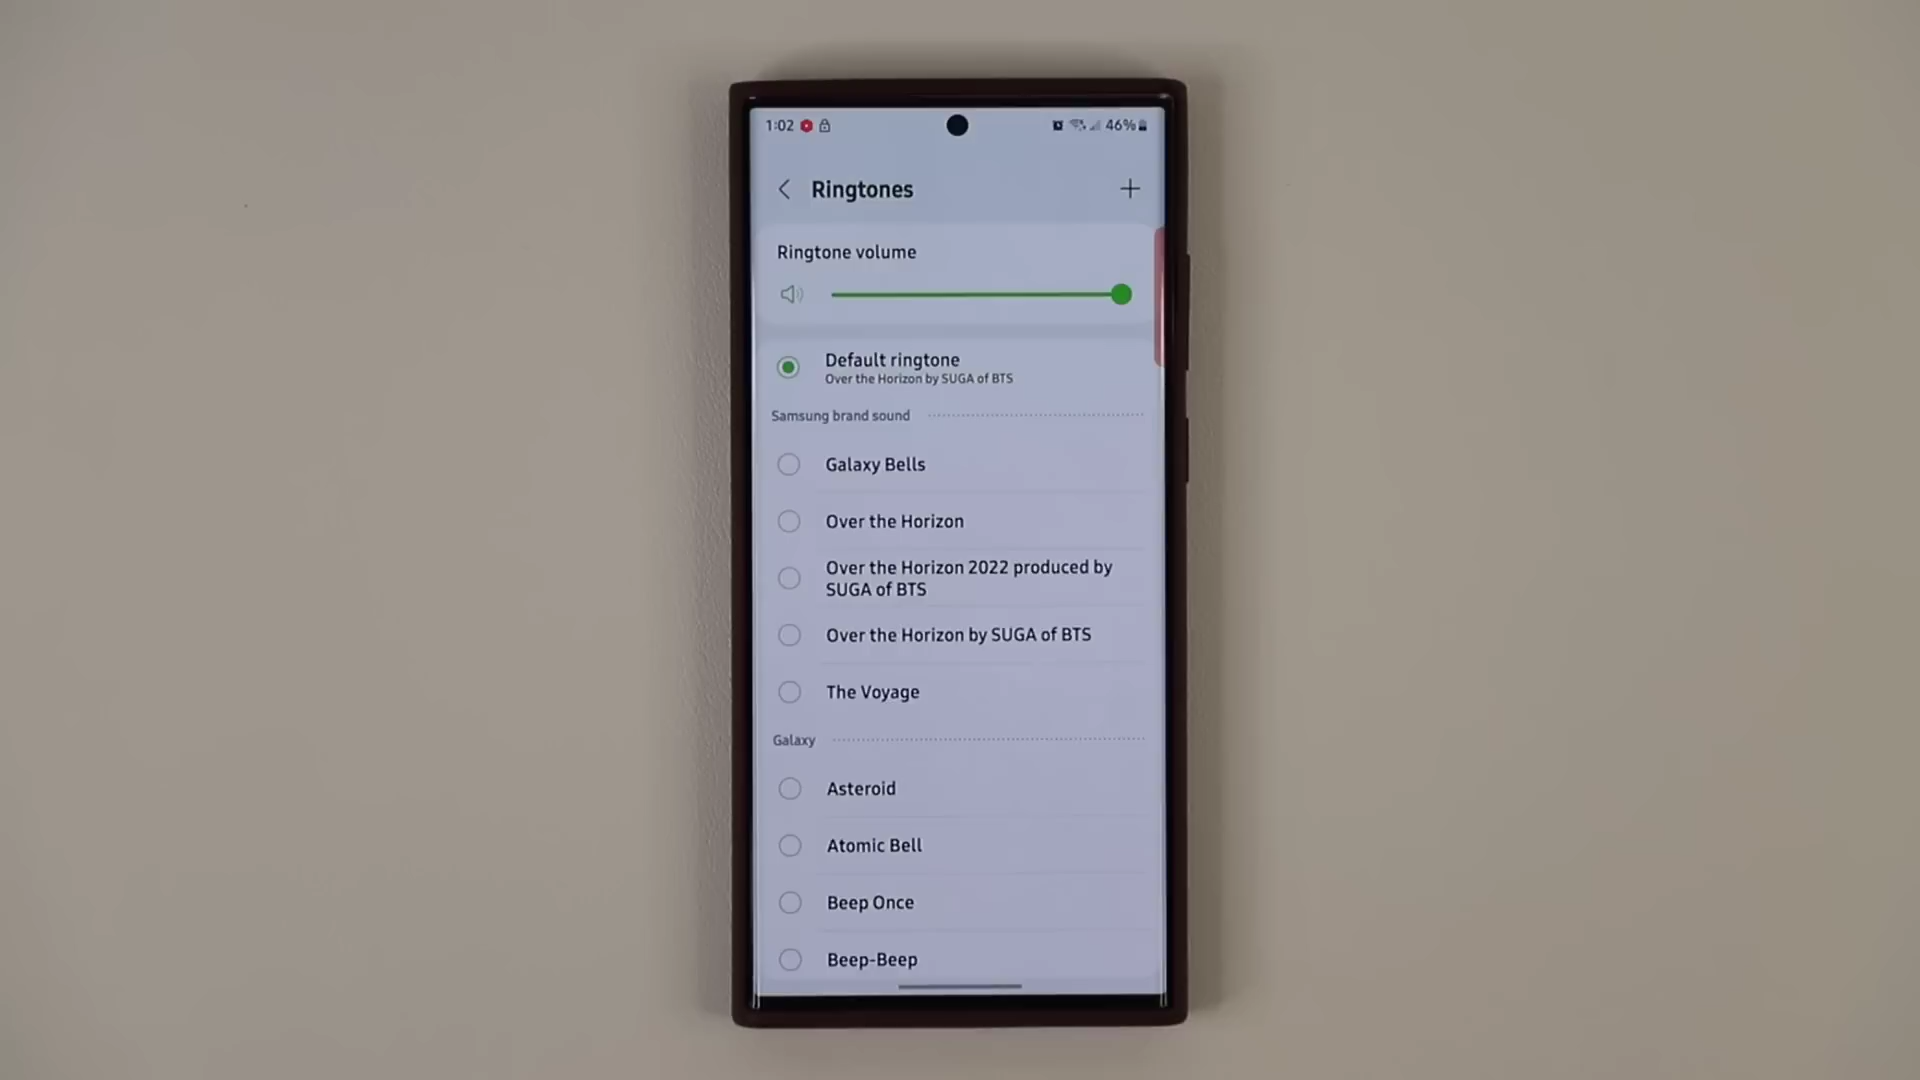 1:02
46%
Ringtones
Ringtone volume
Default ringtone
Over the Horizon by SUGA of BTS
Samsung brand sound
Galaxy Bells
Over the Horizon
Over the Horizon 2022 produced by
SUGA of BTS
Over the Horizon by SUGA of BTS
The Voyage
Galaxy
Asteroid
Atomic Bell
Beep Once
Beep-Beep